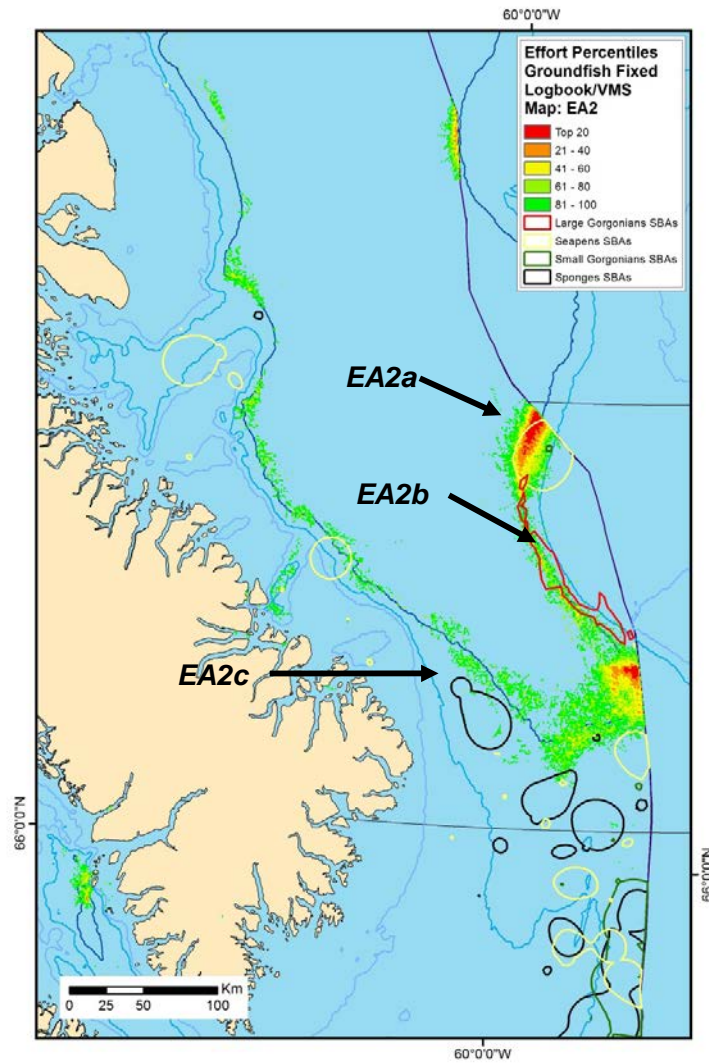 60°0'0"W
Effort Percentiles
Groundfish Fixed
Logbook/VMS
Map: EA2
Top 20
21 - 40
41 - 60
61 - 80
81 - 100
Large Gorgonians SBAs
Seapens SBAs
Small Gorgonians SBAs
Sponges SBAs
EA2a
EA2b
EA2c
66°0'0"N
66°0'0"N
Km
0 25 50 100
60°0'0"W